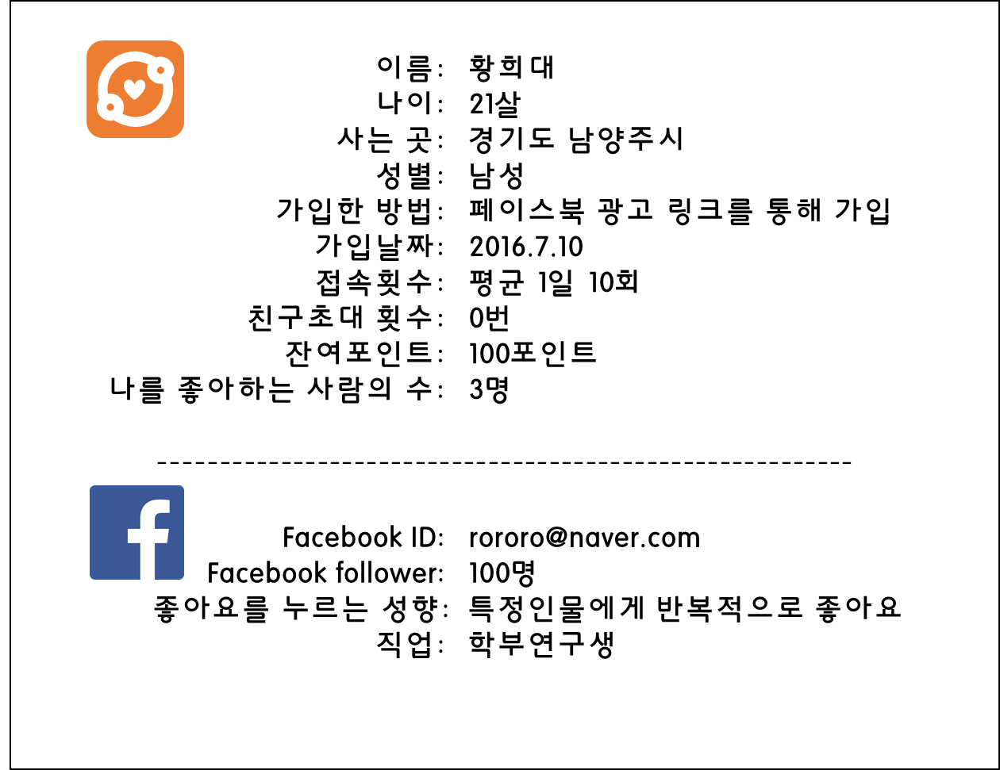 이름: 황희대
나이: 21살
사는 곳: 경기도 남양주시
성별: 남성
가입한 방법: 페이스북 광고 링크를 통해 가입
가입날짜: 2016.7.10
접속횟수: 평균 1일 10회
친구초대 횟수: 0번
잔여포인트: 100포인트
나를 좋아하는 사람의 수: 3명
---------------------------------------------------------
Facebook ID: rororo@naver.com
Facebook follower: 100명
좋아요를 누르는 성향: 특정인물에게 반복적으로 좋아요
직업: 학부연구생